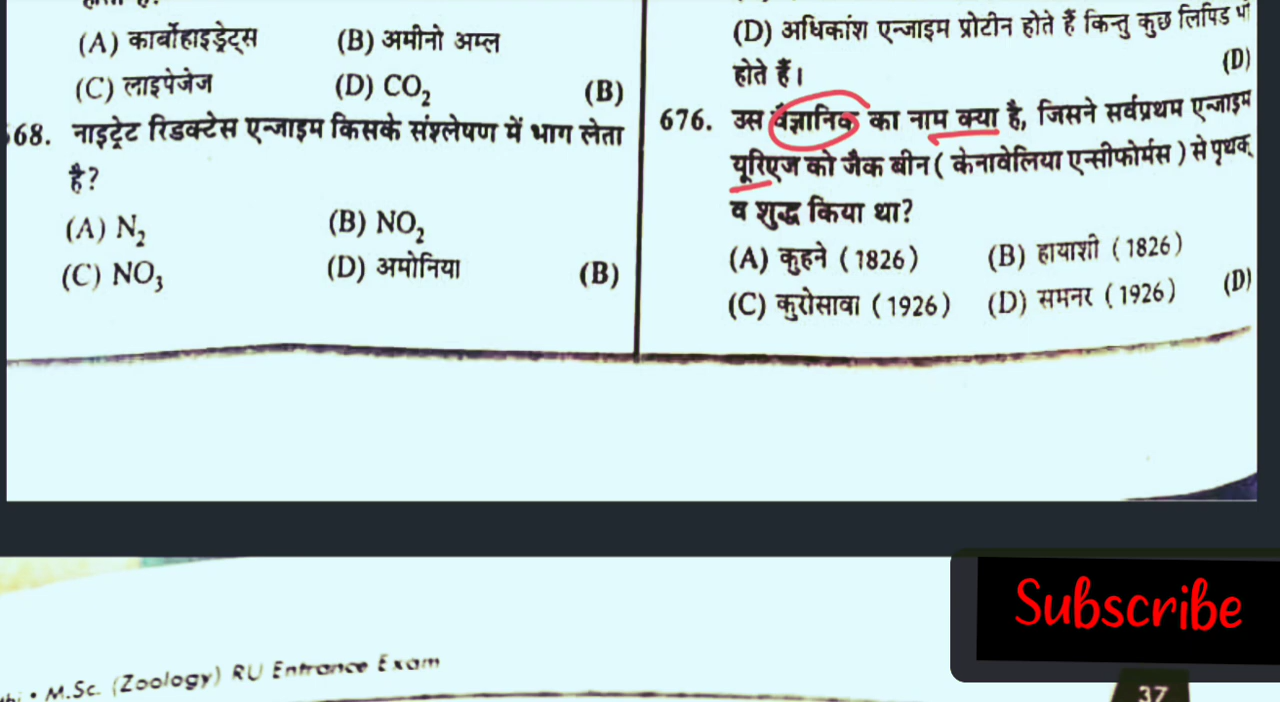 होता है?
(A) कार्बोहाइड्रेट्स (B) अमीनो अम्ल
(C) लाइपेजेज (D) CO₂ (B)
668. नाइट्रेट रिडक्टेस एन्जाइम किसके संश्लेषण में भाग लेता
है?
(A) N₂ (B) NO₂
(C) NO₃ (D) अमोनिया (B)
(D) अधिकांश एन्जाइम प्रोटीन होते हैं किन्तु कुछ लिपिड भी
होते हैं। (D)
676. उस वैज्ञानिक का नाम क्या है, जिसने सर्वप्रथम एन्जाइम
यूरिएज को जैक बीन ( केनावेलिया एन्सीफोर्मस ) से पृथक्
व शुद्ध किया था?
(A) कुहने ( 1826 ) (B) हायाशी ( 1826 )
(C) कुरोसावा ( 1926 ) (D) समनर ( 1926 ) (D)
Subscribe
• M.Sc. (Zoology) RU Entrance Exam
37